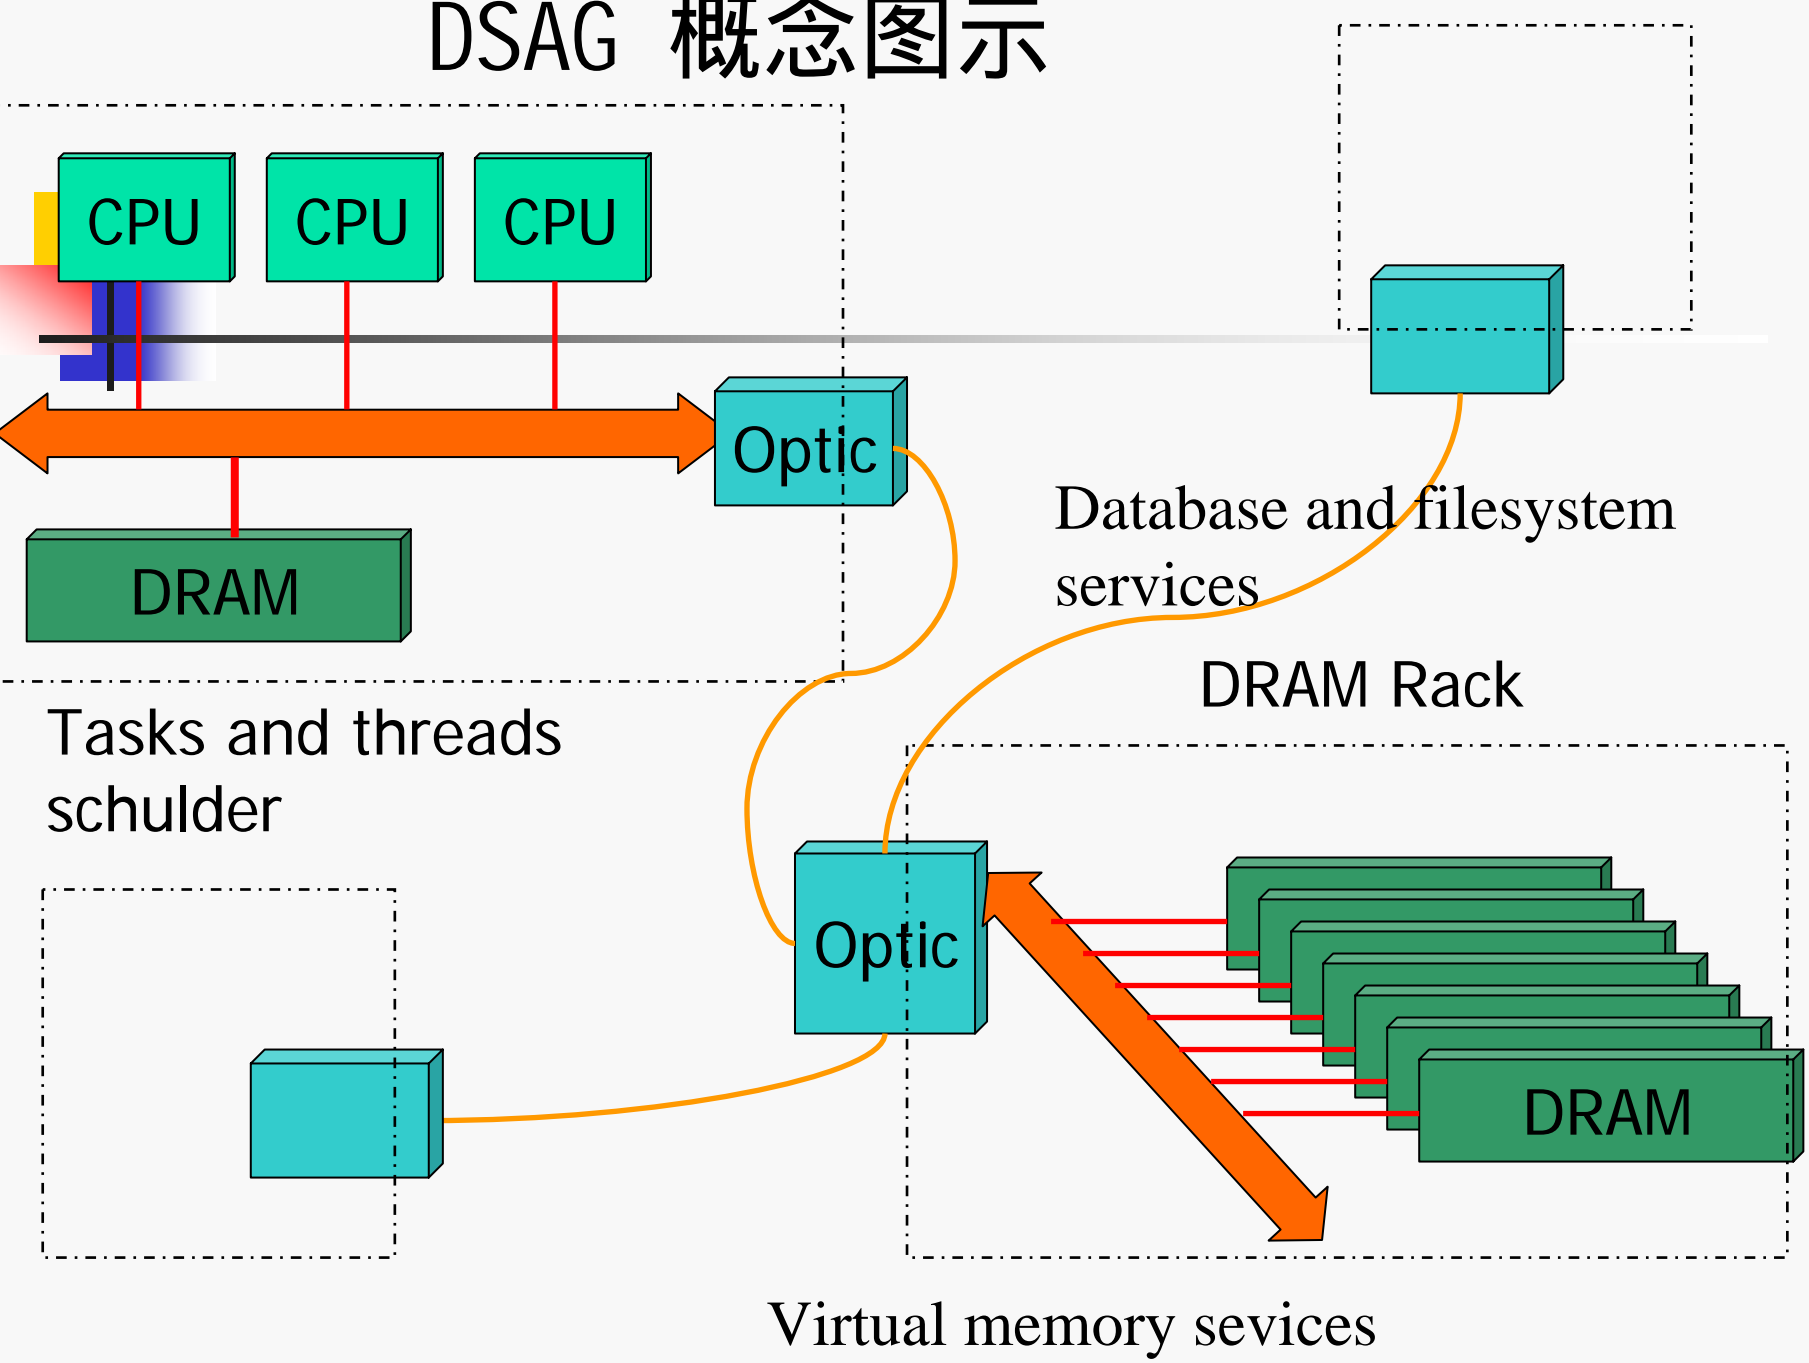 DSAG 概念图示
CPU CPU CPU
Optic
DRAM
Database and filesystem
services
DRAM Rack
Tasks and threads
schulder
Optic
DRAM
Virtual memory sevices